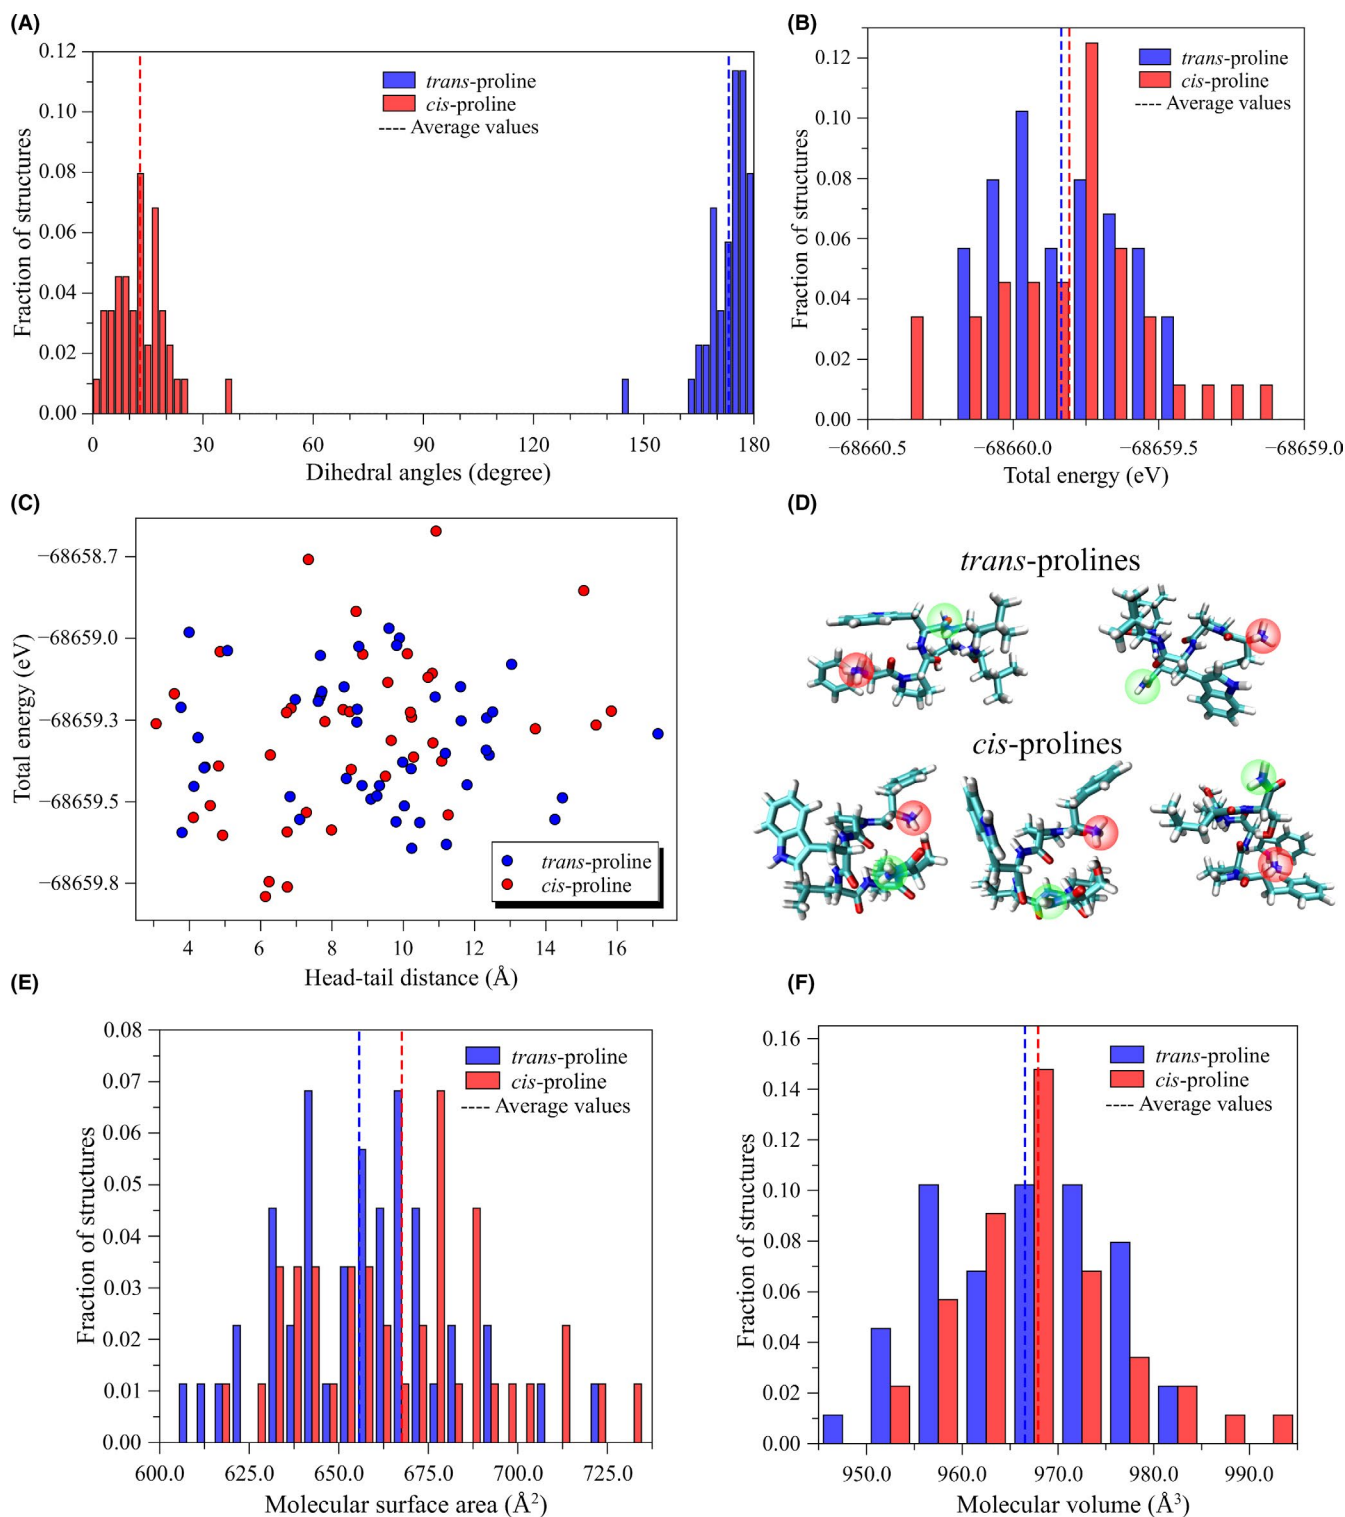 (A)
0.12
0.10
0.08
0.06
0.04
0.02
0.00
Fraction of structures
trans-proline
cis-proline
Average values
0 30 60 90 120 150 180
Dihedral angles (degree)
(B)
0.12
0.10
0.08
0.06
0.04
0.02
0.00
Fraction of structures
trans-proline
cis-proline
Average values
−68660.5 −68660.0 −68659.5 −68659.0
Total energy (eV)
(C)
−68658.7
−68659.0
−68659.3
−68659.5
−68659.8
Total energy (eV)
trans-proline
cis-proline
4 6 8 10 12 14 16
Head-tail distance (Å)
(D)
trans-prolines
cis-prolines
(E)
0.08
0.07
0.06
0.05
0.04
0.03
0.02
0.01
0.00
Fraction of structures
trans-proline
cis-proline
Average values
600.0 625.0 650.0 675.0 700.0 725.0
Molecular surface area (Å²)
(F)
0.16
0.14
0.12
0.10
0.08
0.06
0.04
0.02
0.00
Fraction of structures
trans-proline
cis-proline
Average values
950.0 960.0 970.0 980.0 990.0
Molecular volume (Å³)